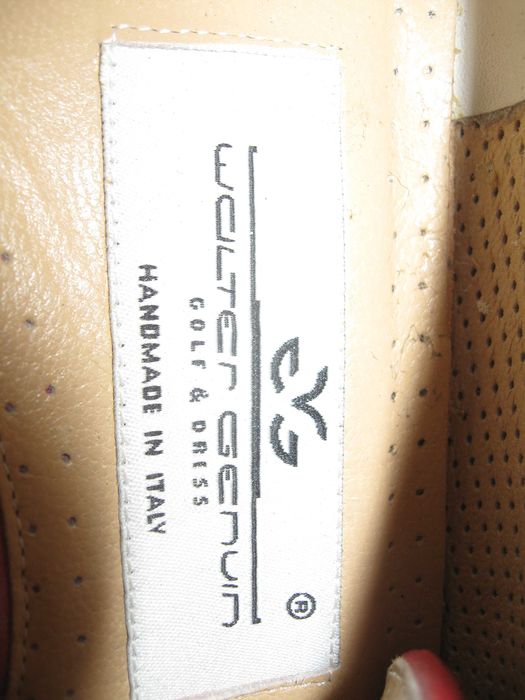 ®
WALTER GENUIN
GOLF & DRESS
HANDMADE IN ITALY